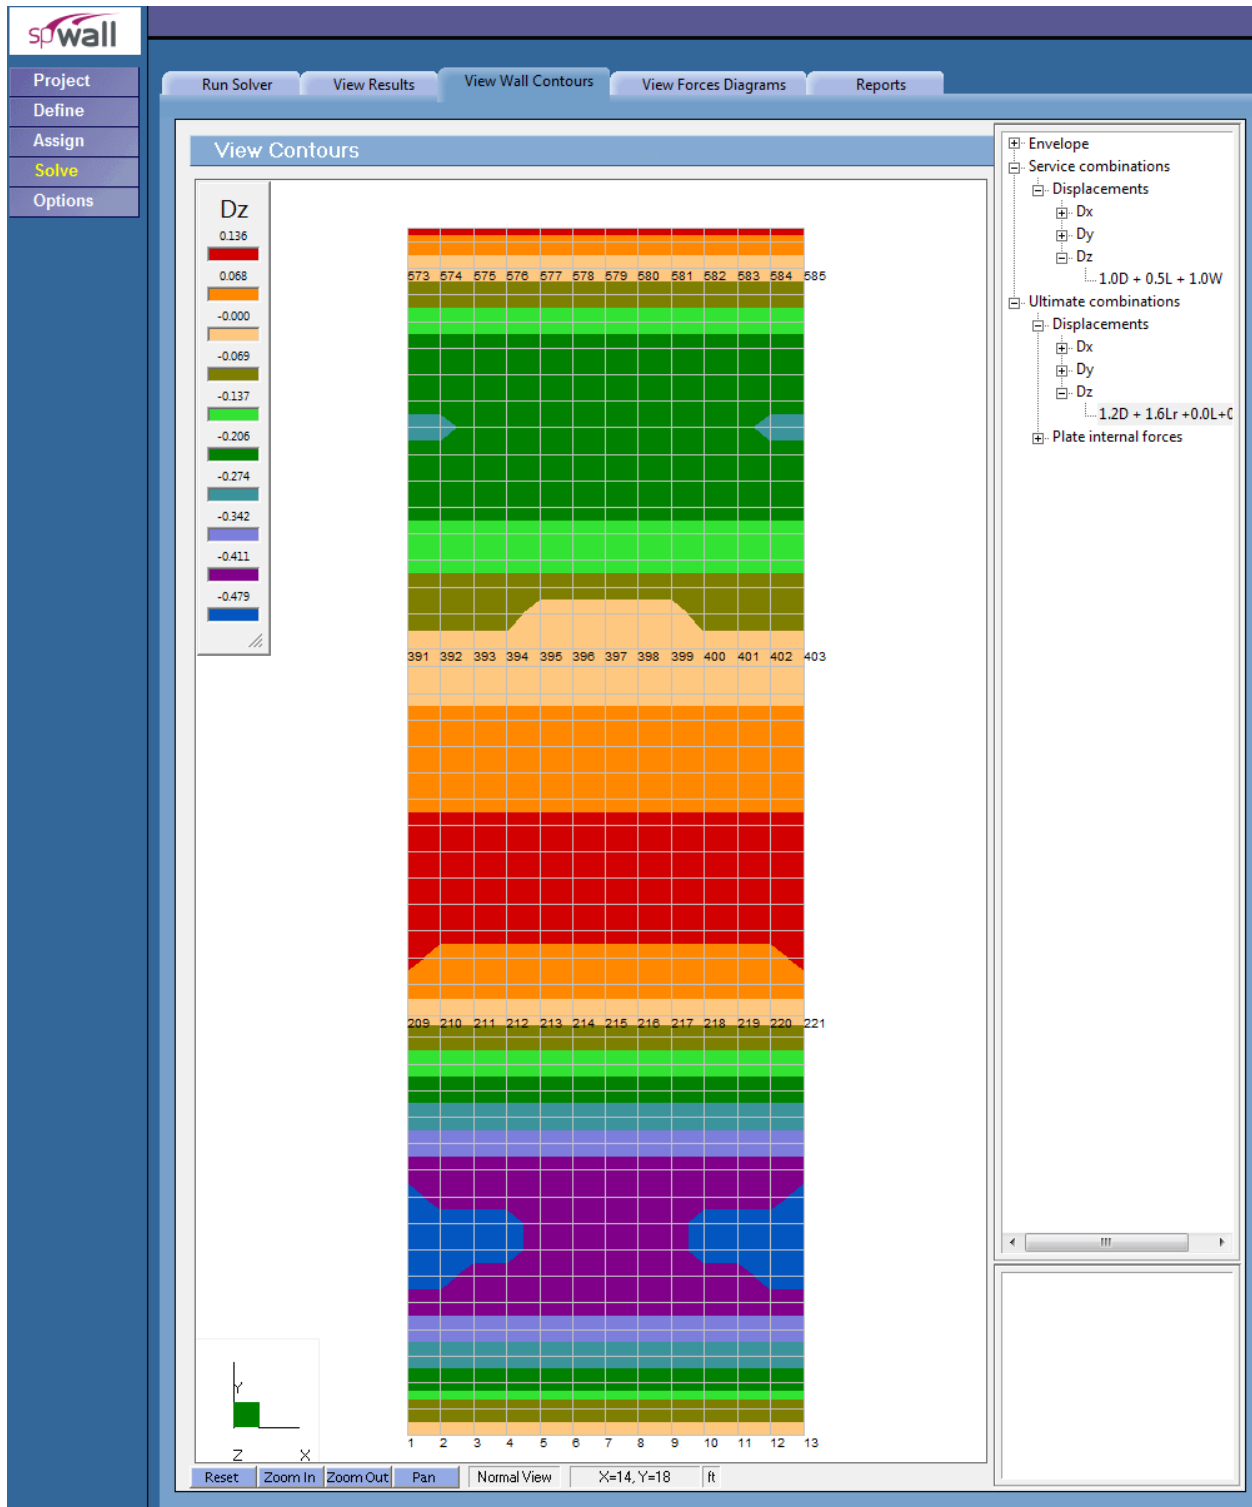 spwall
Project
Define
Assign
Solve
Options
Run Solver View Results View Wall Contours View Forces Diagrams Reports
View Contours
Dz
0.136
0.068
-0.000
-0.069
-0.137
-0.206
-0.274
-0.342
-0.411
-0.479
573 574 575 576 577 578 579 580 581 582 583 584 585
391 392 393 394 395 396 397 398 399 400 401 402 403
209 210 211 212 213 214 215 216 217 218 219 220 221
1 2 3 4 5 6 7 8 9 10 11 12 13
Y
Z X
Reset Zoom In Zoom Out Pan Normal View X=14, Y=18 ft
Envelope
Service combinations
Displacements
Dx
Dy
Dz
1.0D + 0.5L + 1.0W
Ultimate combinations
Displacements
Dx
Dy
Dz
1.2D + 1.6Lr +0.0L+0
Plate internal forces